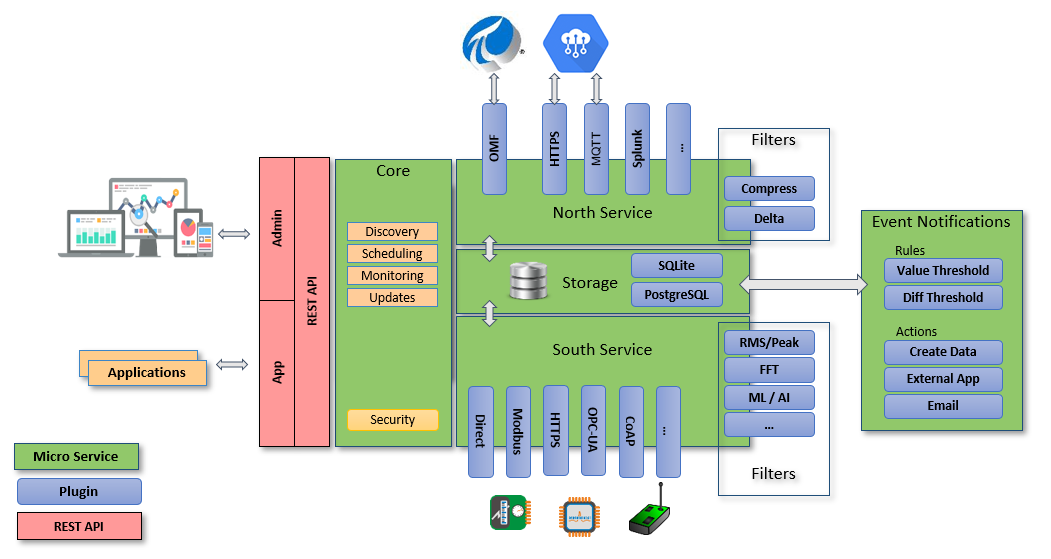 ®
OMF
HTTPS
MQTT
Splunk
...
Filters
Compress
Delta
North Service
Admin
App
REST API
Core
Discovery
Scheduling
Monitoring
Updates
Security
Storage
SQLite
PostgreSQL
Event Notifications
Rules
Value Threshold
Diff Threshold
Actions
Create Data
External App
Email
South Service
RMS/Peak
FFT
ML / AI
...
Filters
Direct
Modbus
HTTPS
OPC-UA
CoAP
...
Applications
Micro Service
Plugin
REST API